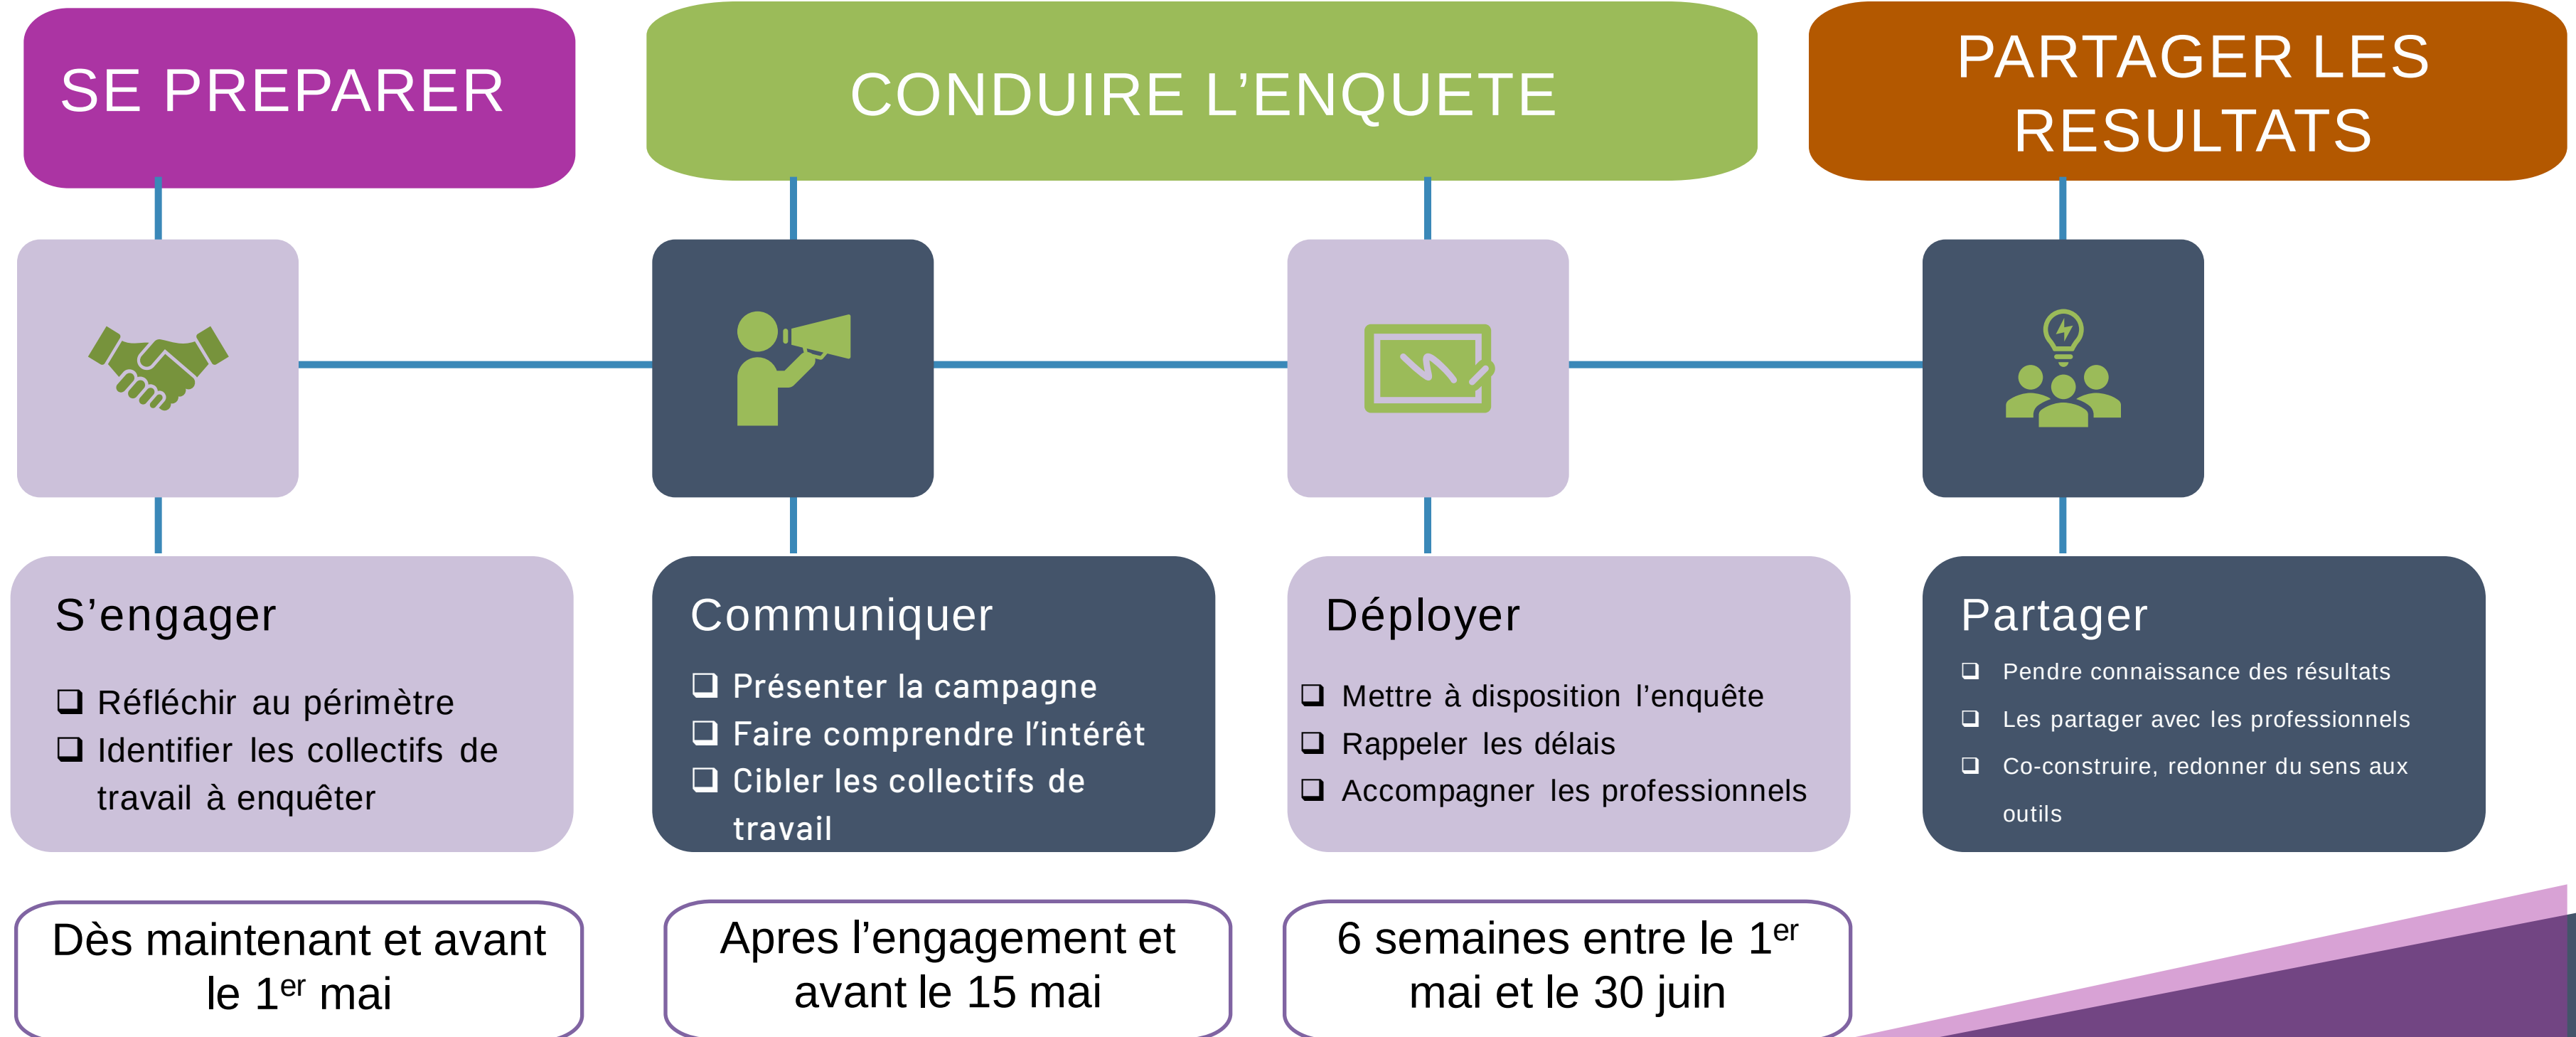 SE PREPARER
CONDUIRE L’ENQUETE
PARTAGER LES
RESULTATS
S’engager
❑ Réfléchir au périmètre
❑ Identifier les collectifs de
travail à enquêter
Communiquer
❑ Présenter la campagne
❑ Faire comprendre l’intérêt
❑ Cibler les collectifs de
travail
Déployer
❑ Mettre à disposition l’enquête
❑ Rappeler les délais
❑ Accompagner les professionnels
Partager
❑ Pendre connaissance des résultats
❑ Les partager avec les professionnels
❑ Co-construire, redonner du sens aux
outils
Dès maintenant et avant
le 1er mai
Apres l’engagement et
avant le 15 mai
6 semaines entre le 1er
mai et le 30 juin